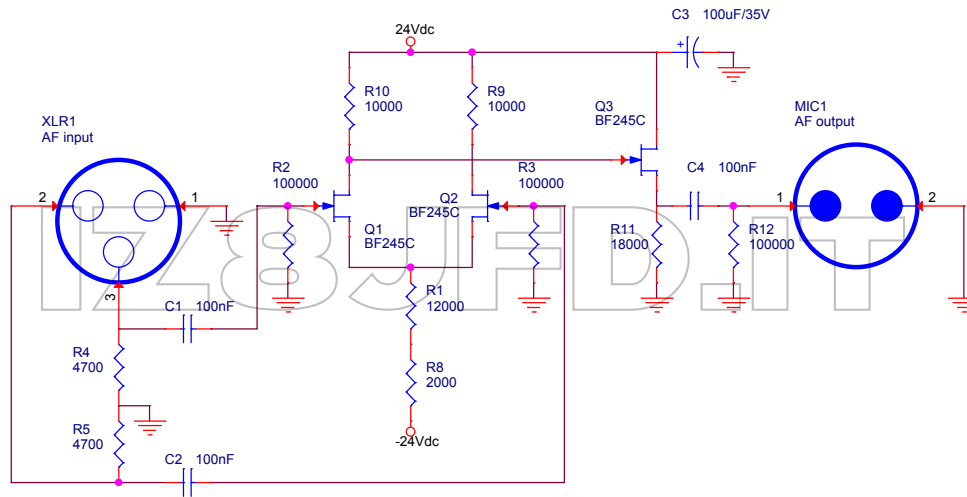 C3 100uF/35V
24Vdc
R10
10000
R9
10000
Q3
BF245C
XLR1
AF input
MIC1
AF output
R2
100000
R3
100000
C4 100nF
2
1
Q2
BF245C
1
2
Q1
BF245C
R11
18000
R12
100000
IZ8JFD.IT
3
C1 100nF
R1
12000
R4
4700
R8
2000
R5
4700
-24Vdc
C2 100nF